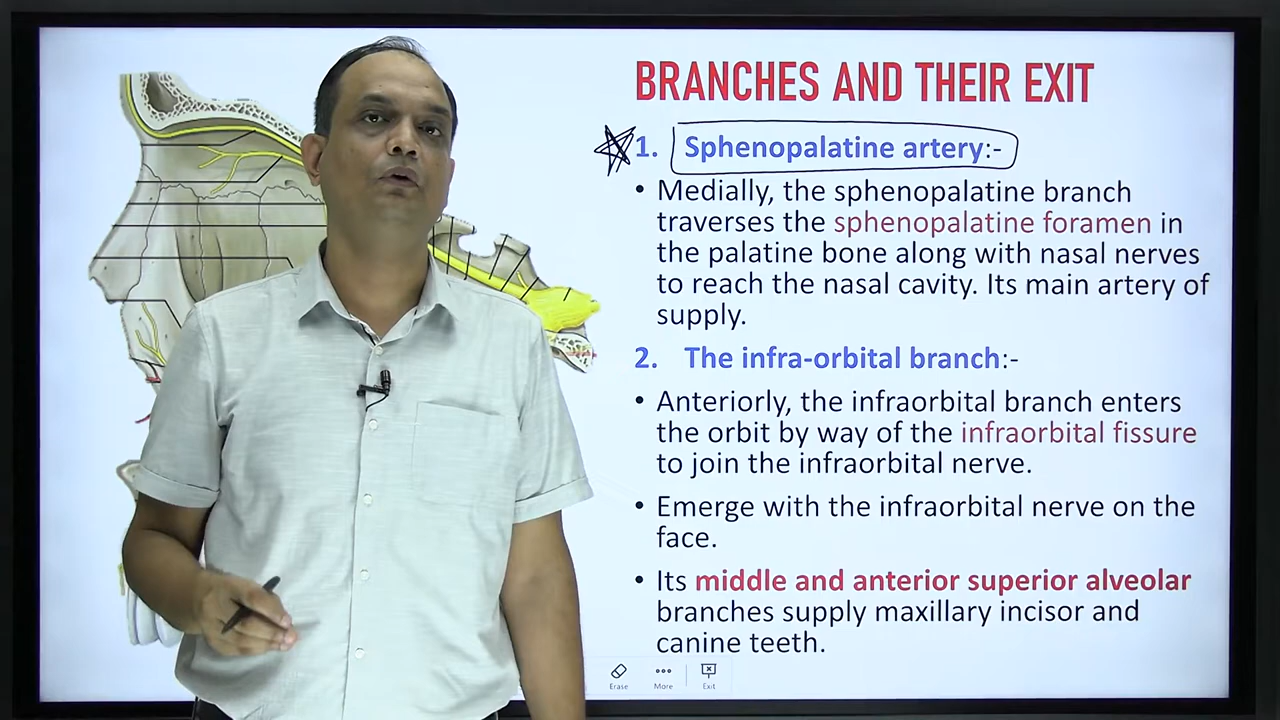 BRANCHES AND THEIR EXIT
1. Sphenopalatine artery:-
• Medially, the sphenopalatine branch
traverses the sphenopalatine foramen in
the palatine bone along with nasal nerves
to reach the nasal cavity. Its main artery of
supply.
2. The infra-orbital branch:-
• Anteriorly, the infraorbital branch enters
the orbit by way of the infraorbital fissure
to join the infraorbital nerve.
• Emerge with the infraorbital nerve on the
face.
• Its middle and anterior superior alveolar
branches supply maxillary incisor and
canine teeth.
Erase More Exit